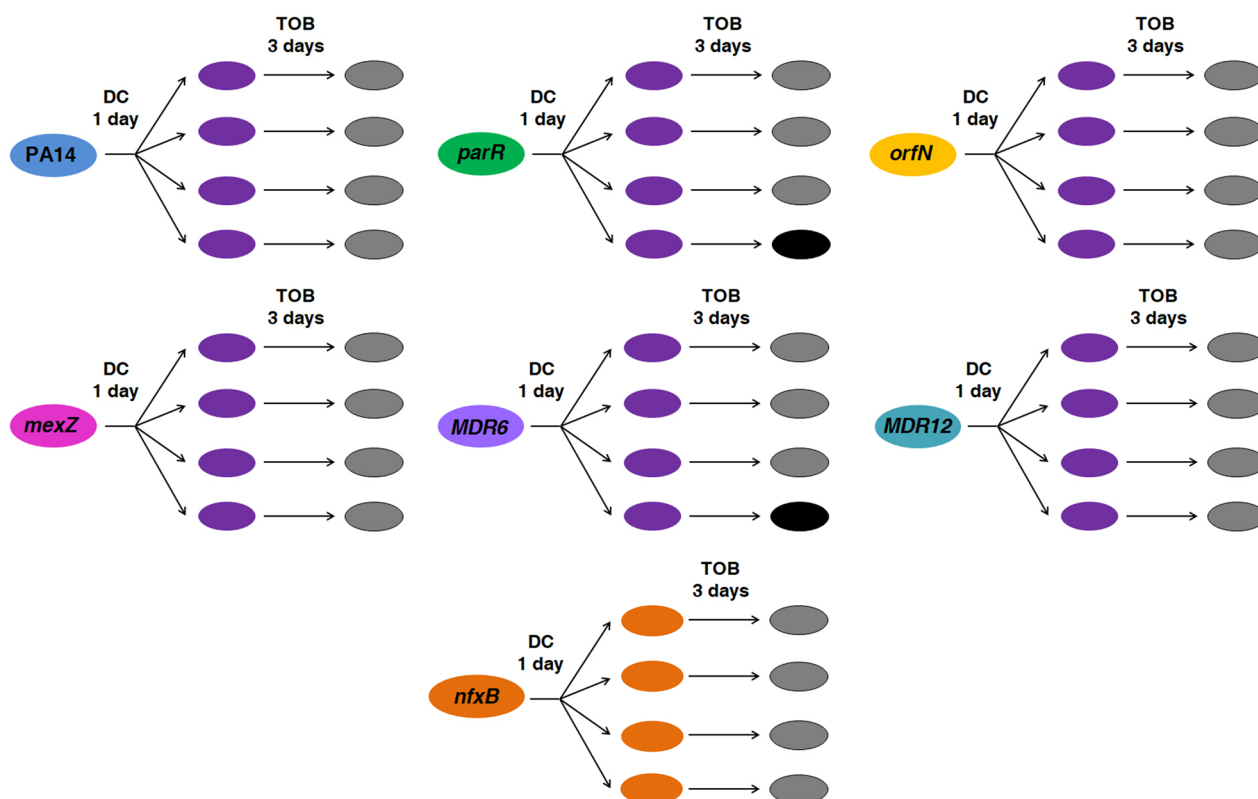 TOB
3 days
DC
1 day
PA14
TOB
3 days
DC
1 day
parR
TOB
3 days
DC
1 day
orfN
TOB
3 days
DC
1 day
mexZ
TOB
3 days
DC
1 day
MDR6
TOB
3 days
DC
1 day
MDR12
TOB
3 days
DC
1 day
nfxB